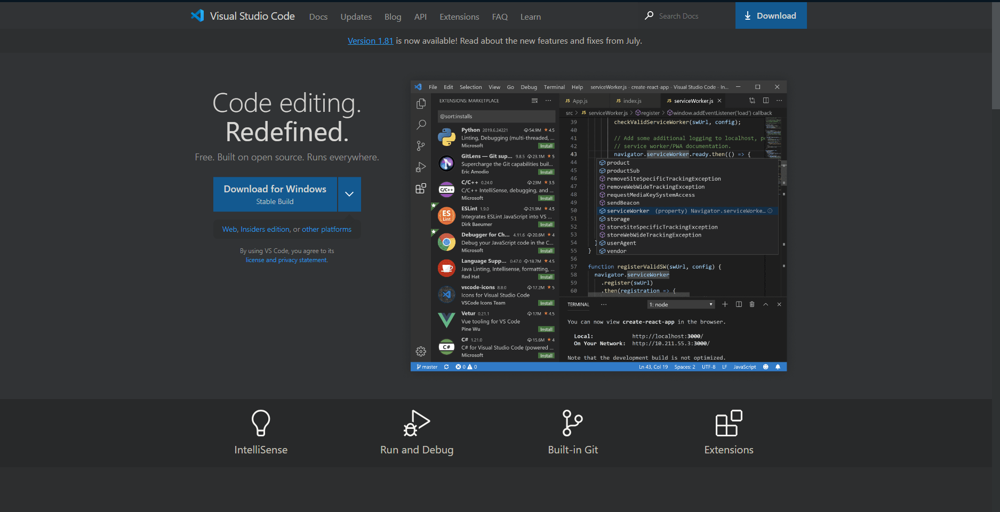 Visual Studio Code Docs Updates Blog API Extensions FAQ Learn Search Docs Download
Version 1.81 is now available! Read about the new features and fixes from July.
Code editing.
Redefined.
Free. Built on open source. Runs everywhere.
Download for Windows
Stable Build
Web, Insiders edition, or other platforms
By using VS Code, you agree to its
license and privacy statement.
File Edit Selection View Go Debug Terminal Help serviceWorker.js - create-react-app - Visual Studio Code - In...
EXTENSIONS: MARKETPLACE
@sort:installs
Python 2019.6.24221 54.9M 4.5
Linting, Debugging (multi-threaded, ...
Microsoft Install
GitLens — Git sup... 9.8.5 23.1M 5
Supercharge the Git capabilities buil...
Eric Amodio Install
C/C++
C/C++ 0.24.0 23M 3.5
C/C++ IntelliSense, debugging, and ...
Microsoft Install
ES
Lint
ESLint 1.9.0 21.9M 4.5
Integrates ESLint JavaScript into VS ...
Dirk Baeumer Install
Debugger for Ch... 4.11.6 20.6M 4
Debug your JavaScript code in the C...
Microsoft Install
Language Supp... 0.47.0 18.7M 4.5
Java Linting, Intellisense, formatting, ...
Red Hat Install
vscode-icons 8.8.0 17.2M 5
Icons for Visual Studio Code
VSCode Icons Team Install
Vetur 0.21.1 17M 4.5
Vue tooling for VS Code
Pine Wu Install
C#
C# 1.21.0 15.6M 4
C# for Visual Studio Code (powered ...
Microsoft Install
JS App.js JS index.js JS serviceWorker.js
src > JS serviceWorker.js > register > window.addEventListener('load') callback
39 checkValidServiceWorker(swUrl, config);
40
41 // Add some additional logging to localhost, po
42 // service worker/PWA documentation.
43 navigator.serviceWorker.ready.then(() => {
44 product
45 productSub
46 removeSiteSpecificTrackingException
47 removeWebWideTrackingException
48 requestMediaKeySystemAccess
49 sendBeacon
50 serviceWorker (property) Navigator.serviceWorke...
51 storage
52 storeSiteSpecificTrackingException
53 storeWebWideTrackingException
54 } userAgent
55 } vendor
56
57 function registerValidSW(swUrl, config) {
58 navigator.serviceWorker
59 .register(swUrl)
60 .then(registration => {
TERMINAL ... 1: node
You can now view create-react-app in the browser.
Local: http://localhost:3000/
On Your Network: http://10.211.55.3:3000/
Note that the development build is not optimized.
master 0 0 Ln 43, Col 19 Spaces: 2 UTF-8 LF JavaScript
IntelliSense Run and Debug Built-in Git Extensions